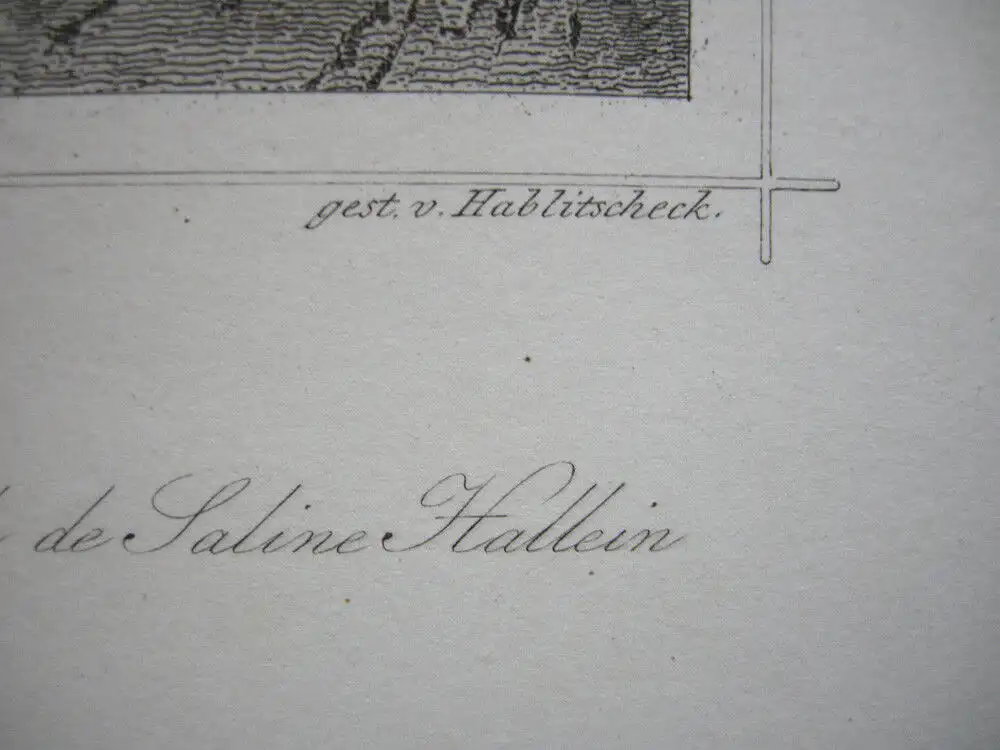 gest. v. Hablitscheck.
de Saline Hallein